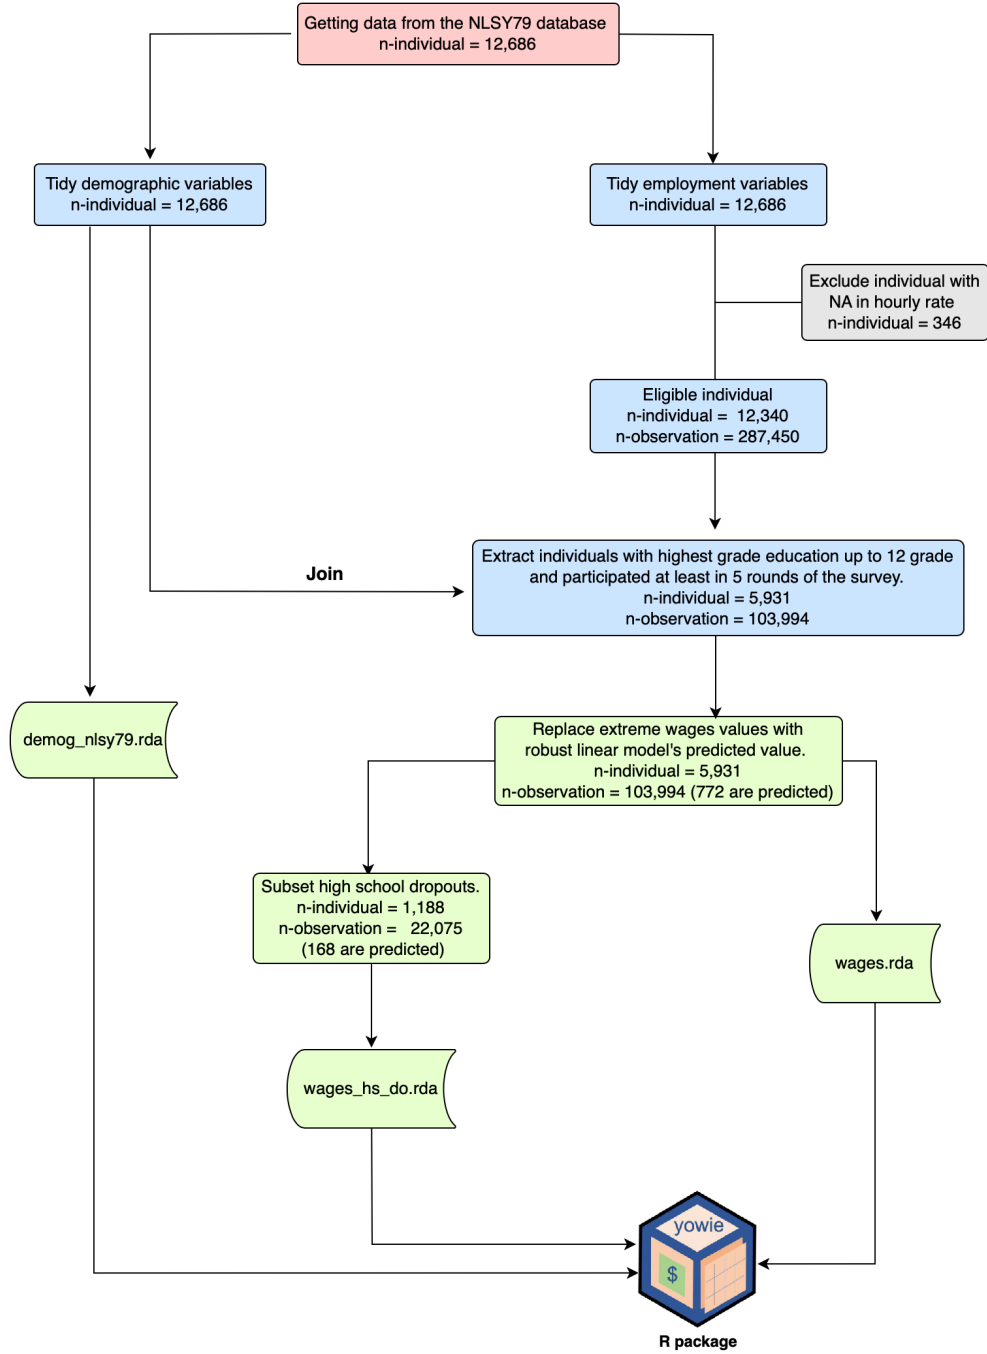 Getting data from the NLSY79 database
n-individual = 12,686
Tidy demographic variables
n-individual = 12,686
Tidy employment variables
n-individual = 12,686
Exclude individual with
NA in hourly rate
n-individual = 346
Eligible individual
n-individual = 12,340
n-observation = 287,450
Extract individuals with highest grade education up to 12 grade
and participated at least in 5 rounds of the survey.
n-individual = 5,931
n-observation = 103,994
Join
demog_nlsy79.rda
Replace extreme wages values with
robust linear model's predicted value.
n-individual = 5,931
n-observation = 103,994 (772 are predicted)
Subset high school dropouts.
n-individual = 1,188
n-observation = 22,075
(168 are predicted)
wages.rda
wages_hs_do.rda
yowie
$
R package